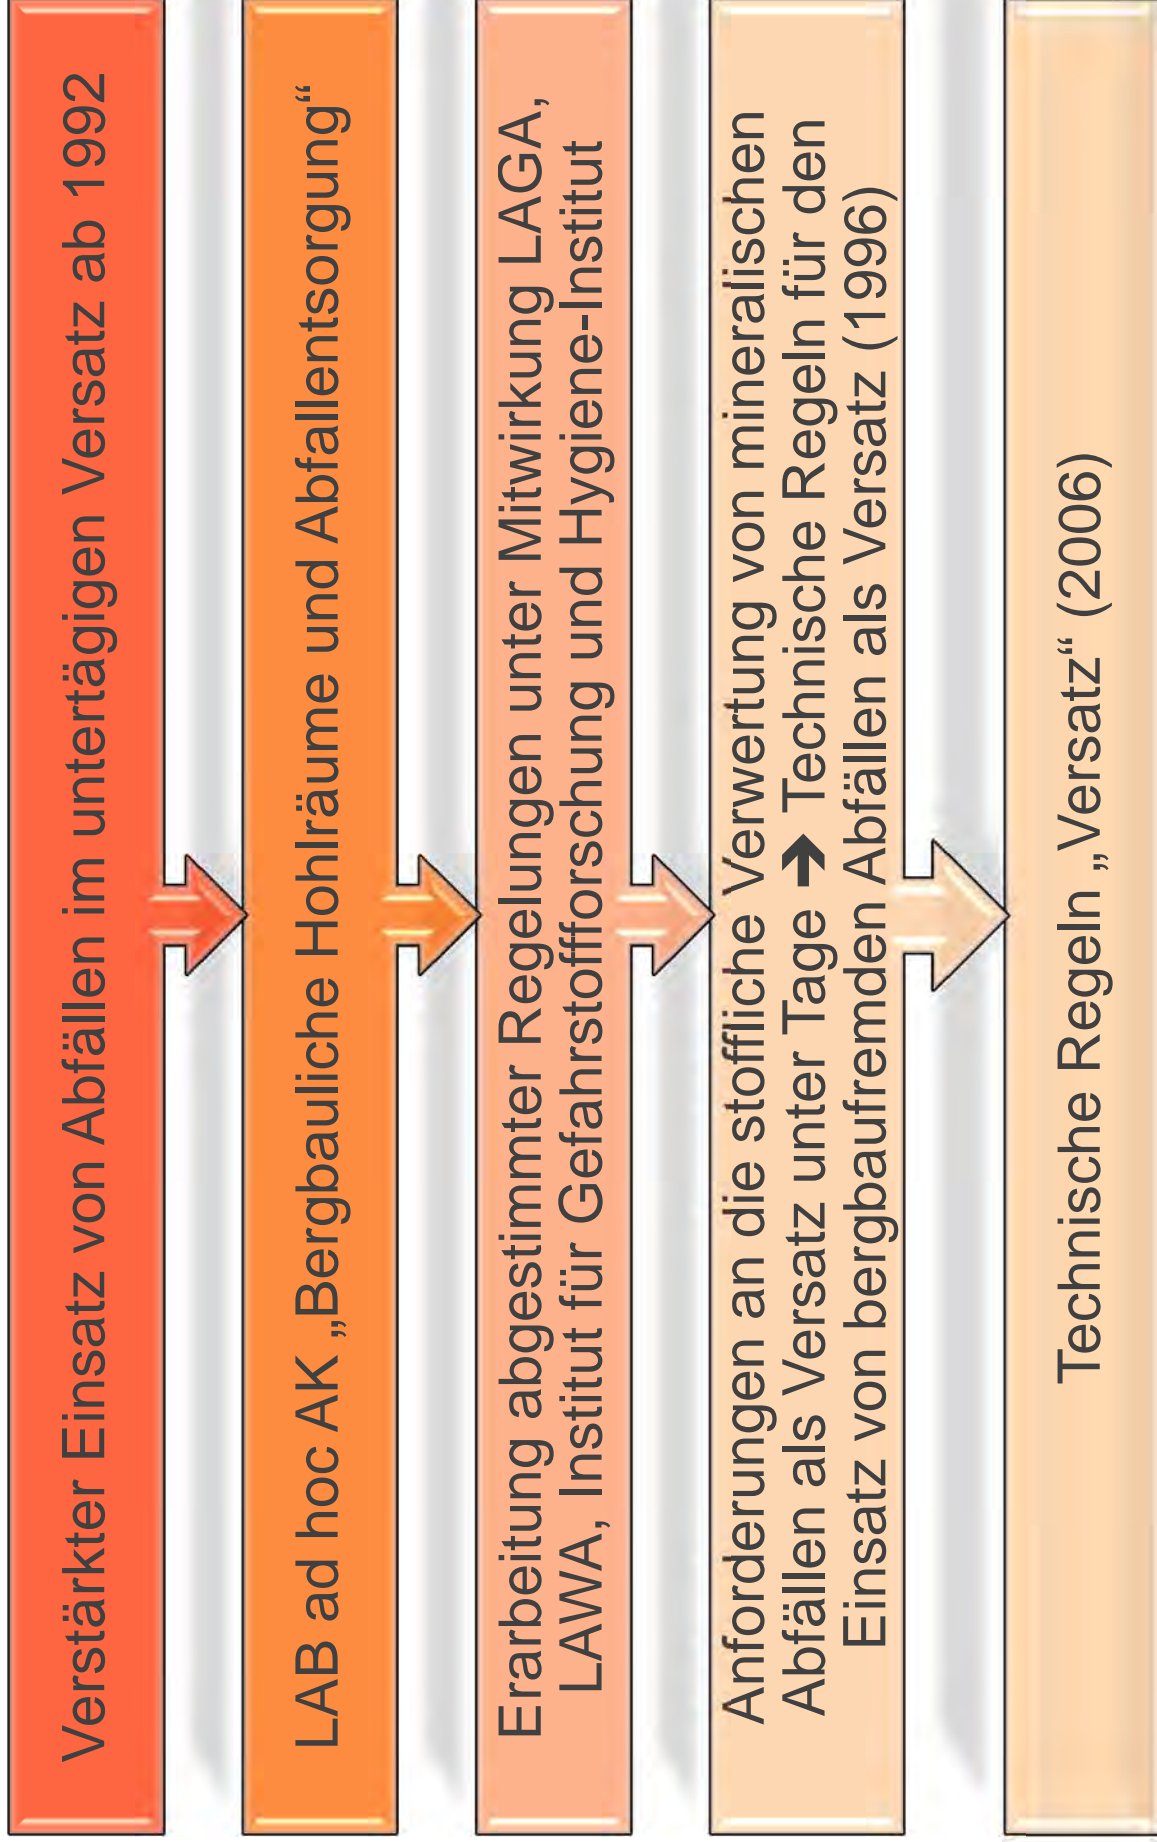 Verstärkter Einsatz von Abfällen im untertägigen Versatz ab 1992
LAB ad hoc AK „Bergbauliche Hohlräume und Abfallentsorgung“
Erarbeitung abgestimmter Regelungen unter Mitwirkung LAGA,
LAWA, Institut für Gefahrstoffforschung und Hygiene-Institut
Anforderungen an die stoffliche Verwertung von mineralischen
Abfällen als Versatz unter Tage ➔ Technische Regeln für den
Einsatz von bergbaufremden Abfällen als Versatz (1996)
Technische Regeln „Versatz“ (2006)